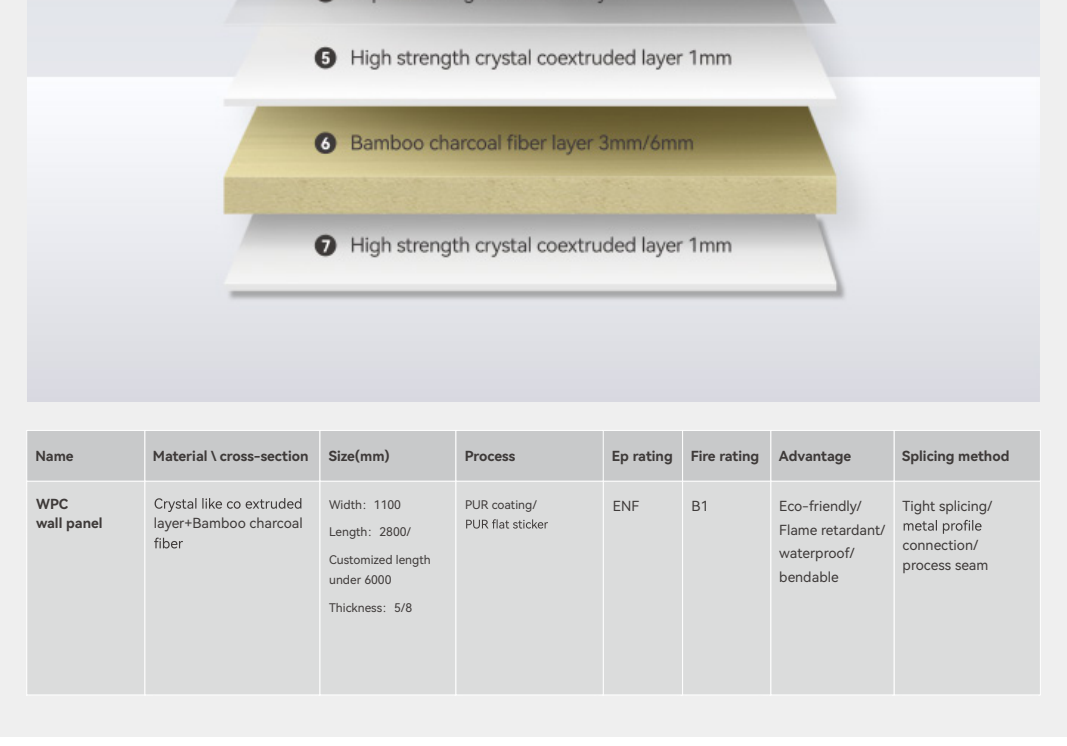 5 High strength crystal coextruded layer 1mm
6 Bamboo charcoal fiber layer 3mm/6mm
7 High strength crystal coextruded layer 1mm
Name Material \ cross-section Size(mm) Process Ep rating Fire rating Advantage Splicing method
WPC
wall panel
Crystal like co extruded
layer+Bamboo charcoal
fiber
Width: 1100
Length: 2800/
Customized length
under 6000
Thickness: 5/8
PUR coating/
PUR flat sticker
ENF
B1
Eco-friendly/
Flame retardant/
waterproof/
bendable
Tight splicing/
metal profile
connection/
process seam